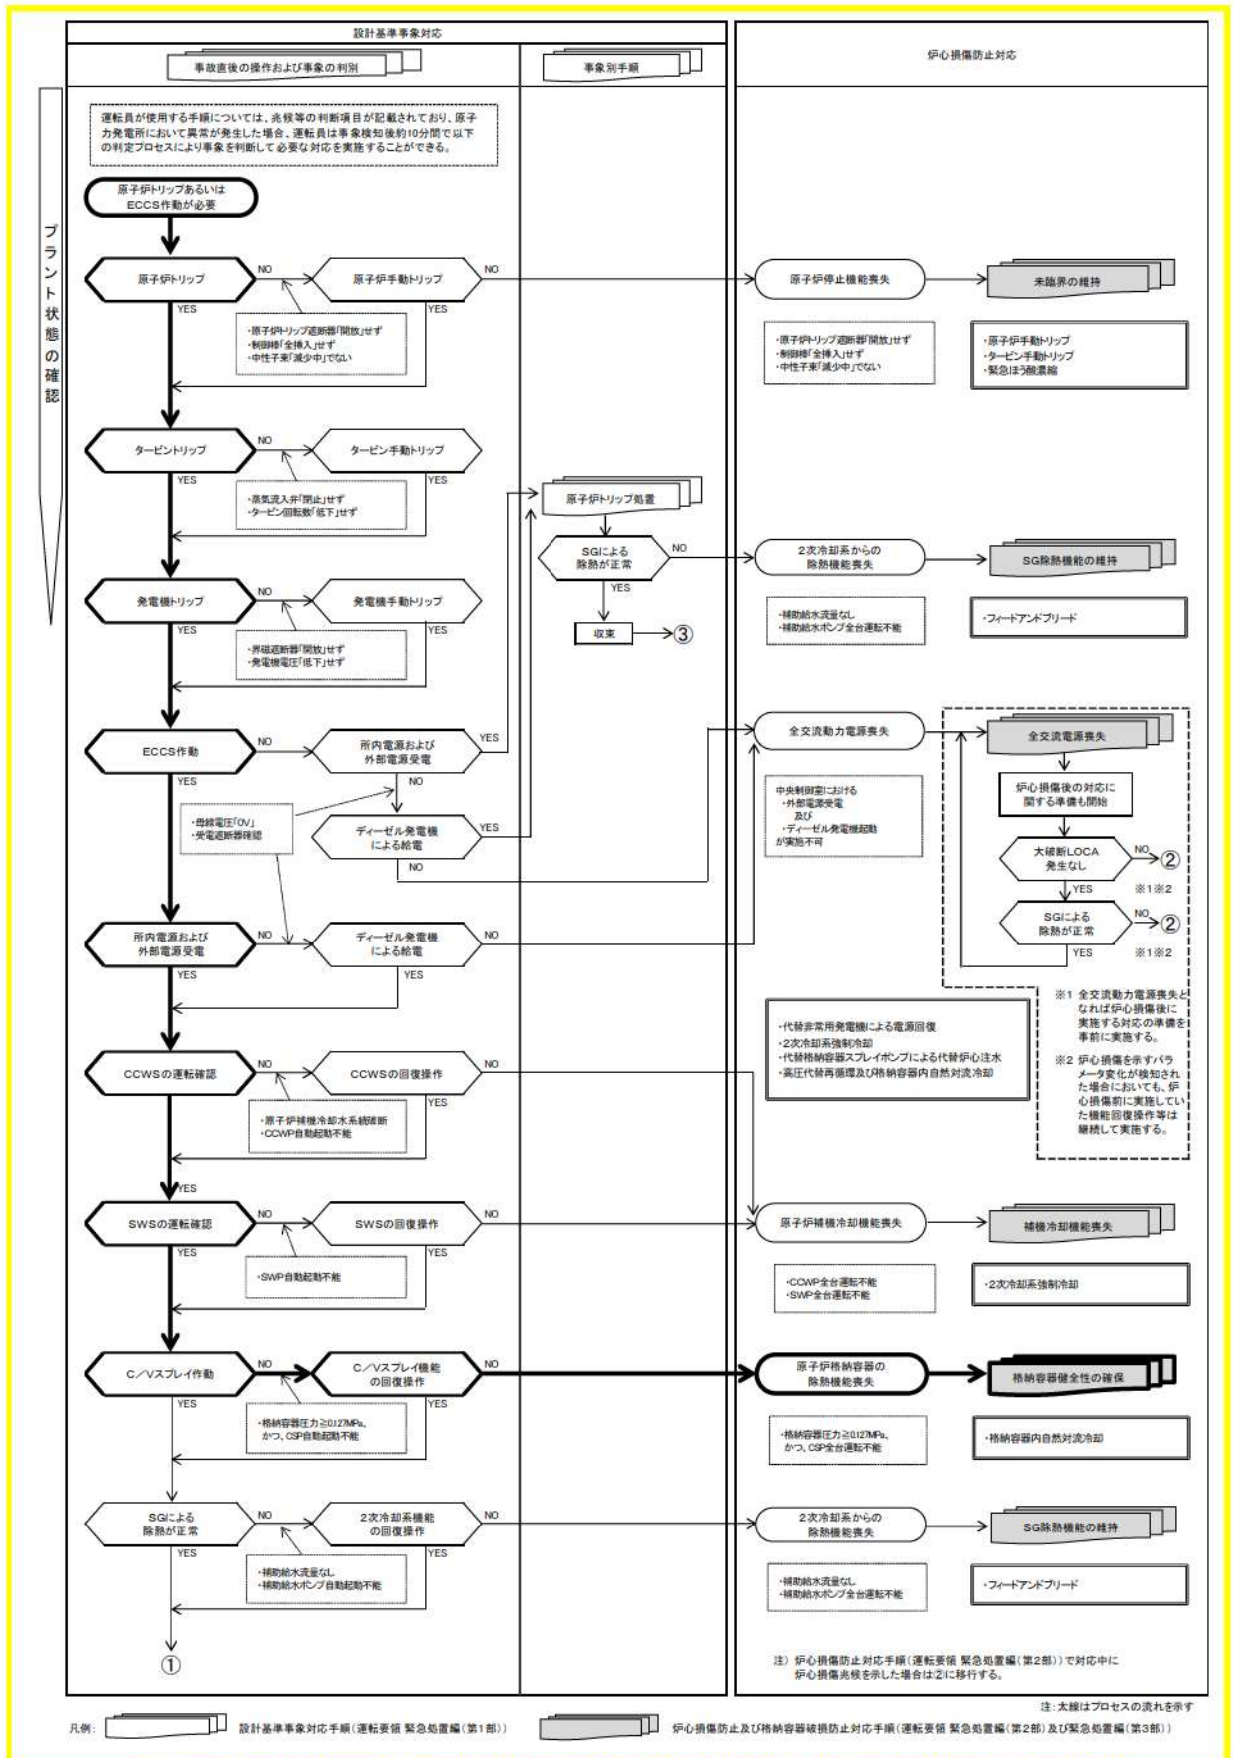 設計基準事象対応
事故直後の操作および事象の判別
事象別手順
炉心損傷防止対応
プラント状態の確認
運転員が使用する手順については、兆候等の判断項目が記載されており、原子
力発電所において異常が発生した場合、運転員は事象検知後約10分間で以下
の判定プロセスにより事象を判断して必要な対応を実施することができる。
原子炉トリップあるいは
ECCS作動が必要
原子炉トリップ
NO
原子炉手動トリップ
NO
原子炉停止機能喪失
未臨界の維持
YES
YES
・原子炉トリップ遮断器「開放」せず
・制御棒「全挿入」せず
・中性子束「減少中」でない
・原子炉トリップ遮断器「開放」せず
・制御棒「全挿入」せず
・中性子束「減少中」でない
・原子炉手動トリップ
・タービン手動トリップ
・緊急ほう酸濃縮
タービントリップ
NO
タービン手動トリップ
YES
YES
・蒸気流入弁「閉止」せず
・タービン回転数「低下」せず
原子炉トリップ処置
SGによる
除熱が正常
NO
YES
収束
③
2次冷却系からの
除熱機能喪失
SG除熱機能の維持
・補助給水流量なし
・補助給水ポンプ全台運転不能
・フィードアンドブリード
発電機トリップ
NO
発電機手動トリップ
YES
YES
・界磁遮断器「開放」せず
・発電機電圧「低下」せず
ECCS作動
NO
所内電源および
外部電源受電
YES
YES
NO
・母線電圧「0V」
・受電遮断器確認
ディーゼル発電機
による給電
YES
NO
全交流動力電源喪失
全交流電源喪失
中央制御室における
・外部電源受電
及び
・ディーゼル発電機起動
が実施不可
炉心損傷後の対応に
関する準備も開始
大破断LOCA
発生なし
NO
②
YES
※1※2
SGによる
除熱が正常
NO
②
YES
※1※2
所内電源および
外部電源受電
NO
ディーゼル発電機
による給電
NO
YES
YES
※1 全交流動力電源喪失と
なれば炉心損傷後に
実施する対応の準備を
事前に実施する。
※2 炉心損傷を示すパラ
メータ変化が検知され
た場合においても、炉
心損傷前に実施してい
た機能回復操作等は
継続して実施する。
・代替非常用発電機による電源回復
・2次冷却系強制冷却
・代替格納容器スプレイポンプによる代替炉心注水
・高圧代替再循環及び格納容器内自然対流冷却
CCWSの運転確認
NO
CCWSの回復操作
NO
YES
・原子炉補機冷却水系統破断
・CCWP自動起動不能
YES
SWSの運転確認
NO
SWSの回復操作
NO
原子炉補機冷却機能喪失
補機冷却機能喪失
YES
YES
・SWP自動起動不能
・CCWP全台運転不能
・SWP全台運転不能
・2次冷却系強制冷却
C/Vスプレイ作動
NO
C/Vスプレイ機能
の回復操作
NO
原子炉格納容器の
除熱機能喪失
格納容器健全性の確保
YES
YES
・格納容器圧力≧0.127MPa、
かつ、CSP自動起動不能
・格納容器圧力≧0.127MPa、
かつ、CSP全台運転不能
・格納容器内自然対流冷却
SGによる
除熱が正常
NO
2次冷却系機能
の回復操作
NO
2次冷却系からの
除熱機能喪失
SG除熱機能の維持
YES
YES
・補助給水流量なし
・補助給水ポンプ自動起動不能
・補助給水流量なし
・補助給水ポンプ全台運転不能
・フィードアンドブリード
①
注) 炉心損傷防止対応手順(運転要領 緊急処置編(第2部))で対応中に
炉心損傷兆候を示した場合は②に移行する。
注:太線はプロセスの流れを示す
凡例:
設計基準事象対応手順(運転要領 緊急処置編(第1部))
炉心損傷防止及び格納容器破損防止対応手順(運転要領 緊急処置編(第2部)及び緊急処置編(第3部))